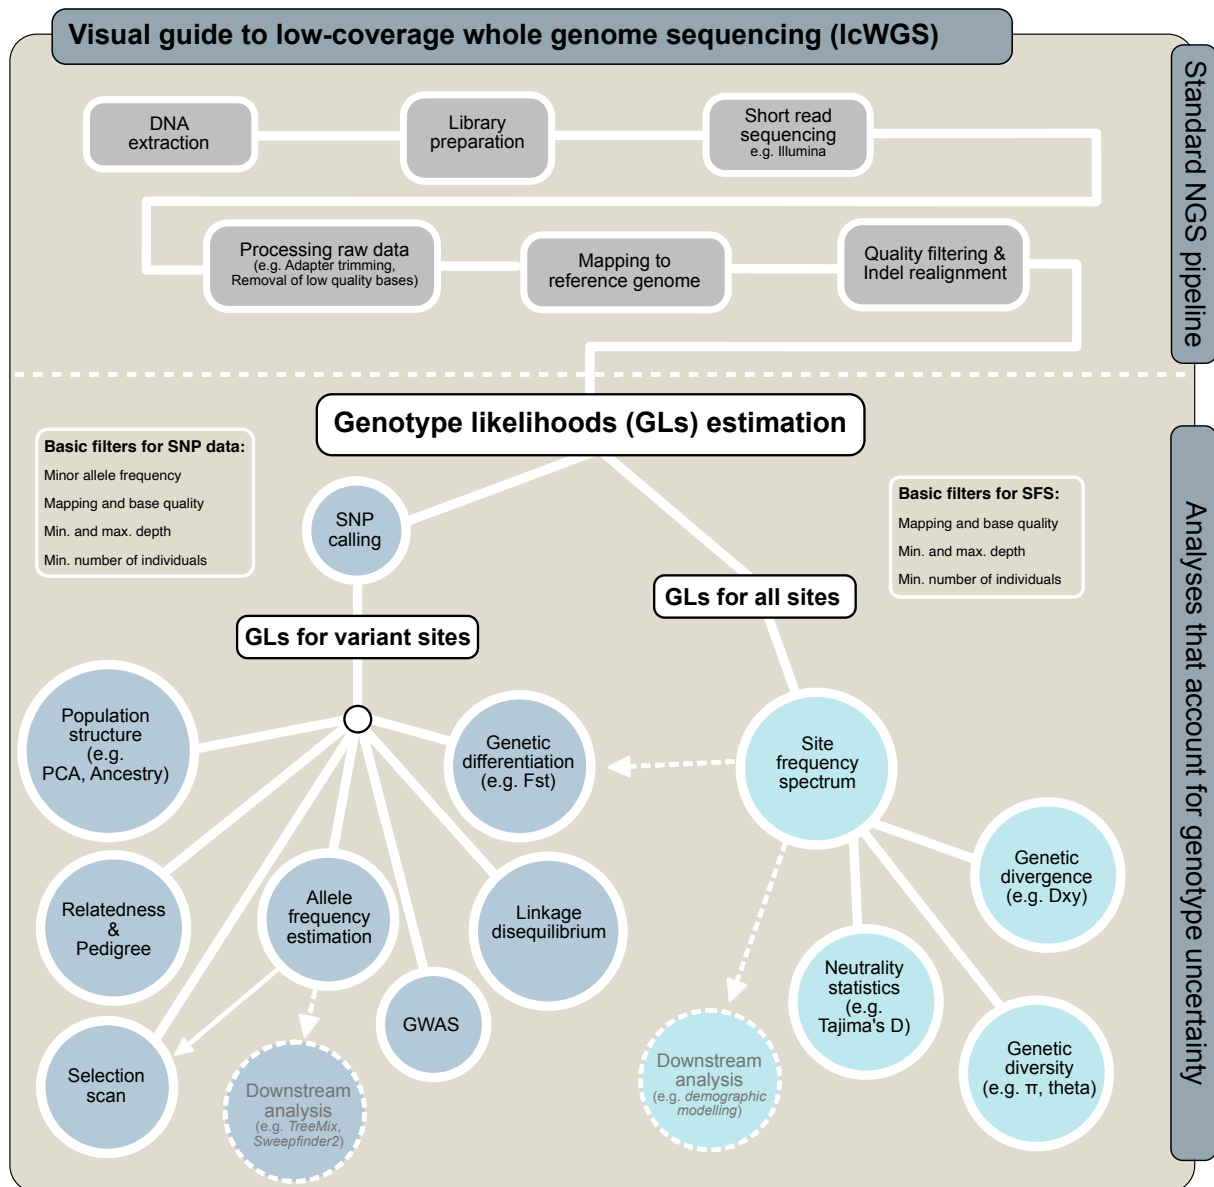 Visual guide to low-coverage whole genome sequencing (lcWGS)
Standard NGS pipeline
DNA
extraction
Library
preparation
Short read
sequencing
e.g. Illumina
Processing raw data
(e.g. Adapter trimming,
Removal of low quality bases)
Mapping to
reference genome
Quality filtering &
Indel realignment
Genotype likelihoods (GLs) estimation
Analyses that account for genotype uncertainty
Basic filters for SNP data:
Minor allele frequency
Mapping and base quality
Min. and max. depth
Min. number of individuals
SNP
calling
Basic filters for SFS:
Mapping and base quality
Min. and max. depth
Min. number of individuals
GLs for all sites
GLs for variant sites
Population
structure
(e.g.
PCA, Ancestry)
Genetic
differentiation
(e.g. Fst)
Site
frequency
spectrum
Relatedness
&
Pedigree
Allele
frequency
estimation
Linkage
disequilibrium
Genetic
divergence
(e.g. Dxy)
Neutrality
statistics
(e.g.
Tajima's D)
GWAS
Selection
scan
Downstream
analysis
(e.g. TreeMix,
Sweepfinder2)
Downstream
analysis
(e.g. demographic
modelling)
Genetic
diversity
(e.g. π, theta)